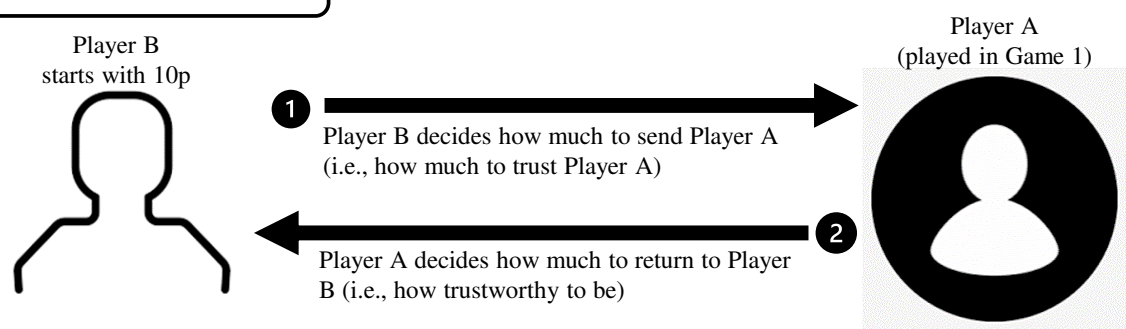 Player B
starts with 10p
Player A
(played in Game 1)
1
Player B decides how much to send Player A
(i.e., how much to trust Player A)
2
Player A decides how much to return to Player
B (i.e., how trustworthy to be)